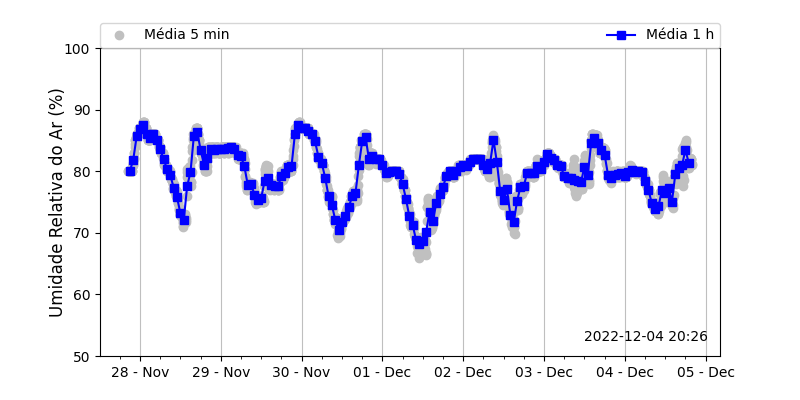 Média 5 min
Média 1 h
Umidade Relativa do Ar (%)
100
90
80
70
60
50
2022-12-04 20:26
28 - Nov
29 - Nov
30 - Nov
01 - Dec
02 - Dec
03 - Dec
04 - Dec
05 - Dec